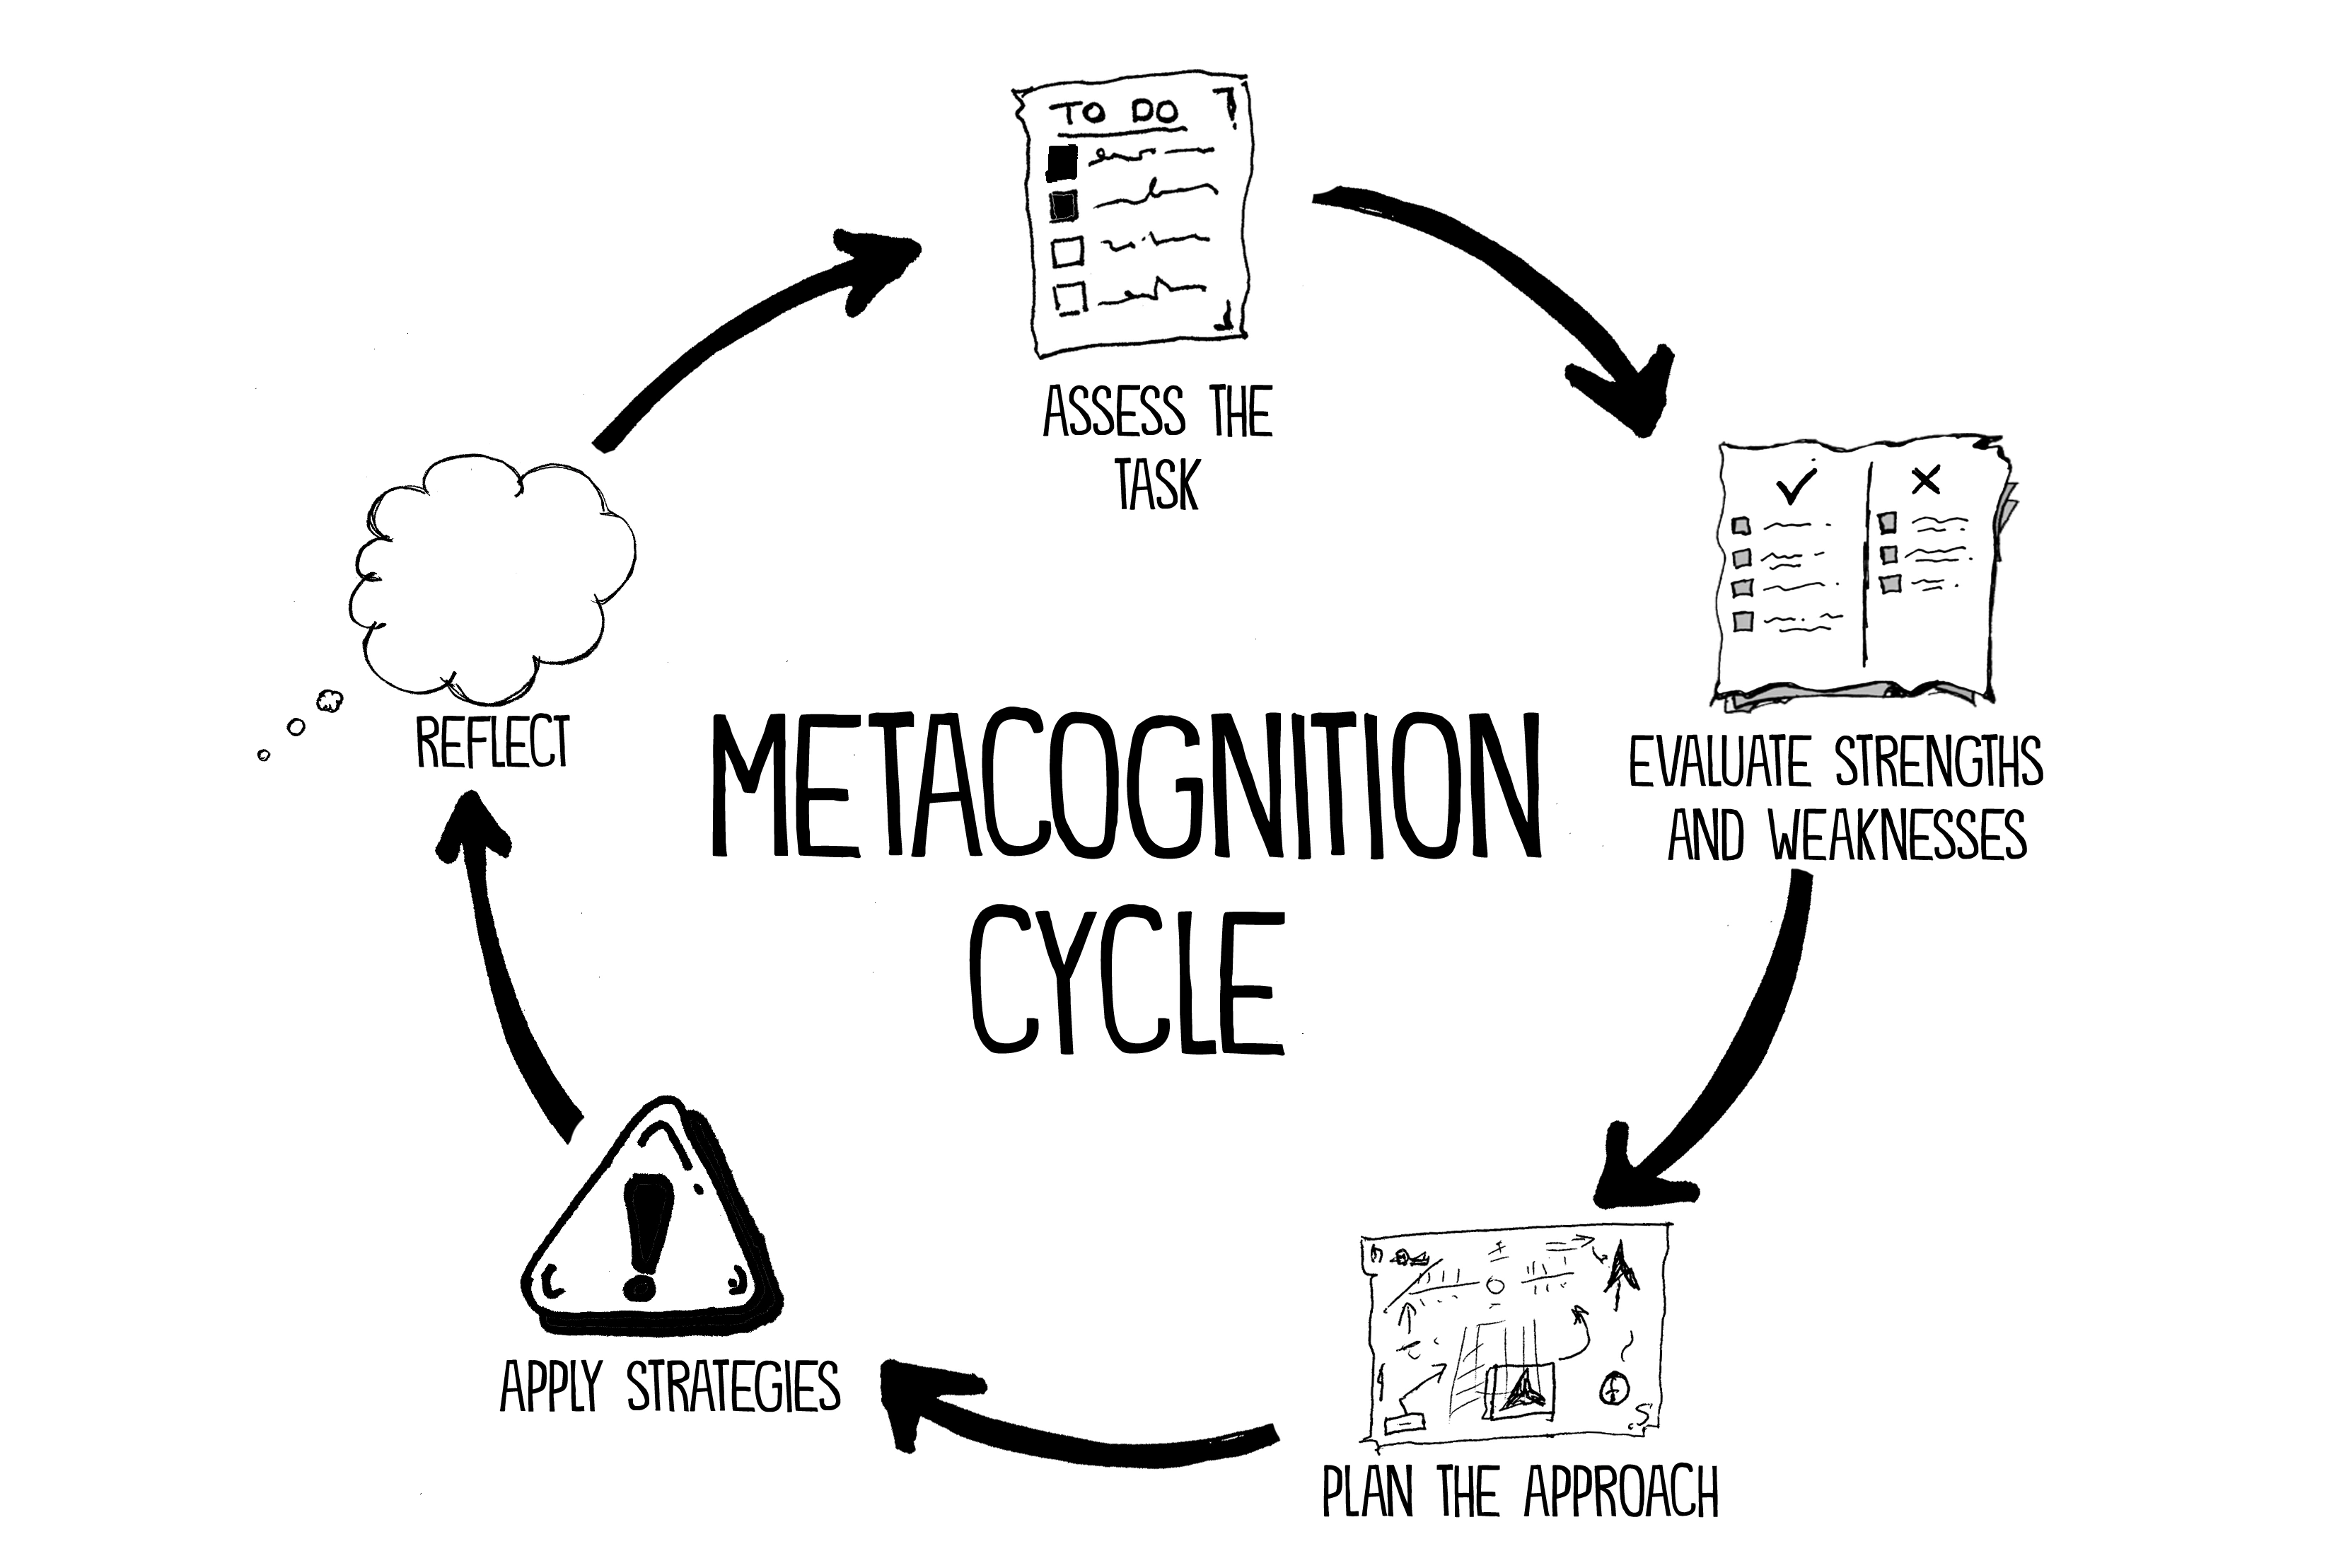 TO DO
ASSESS THE
TASK
EVALUATE STRENGTHS
AND WEAKNESSES
REFLECT
METACOGNITION
CYCLE
APPLY STRATEGIES
PLAN THE APPROACH